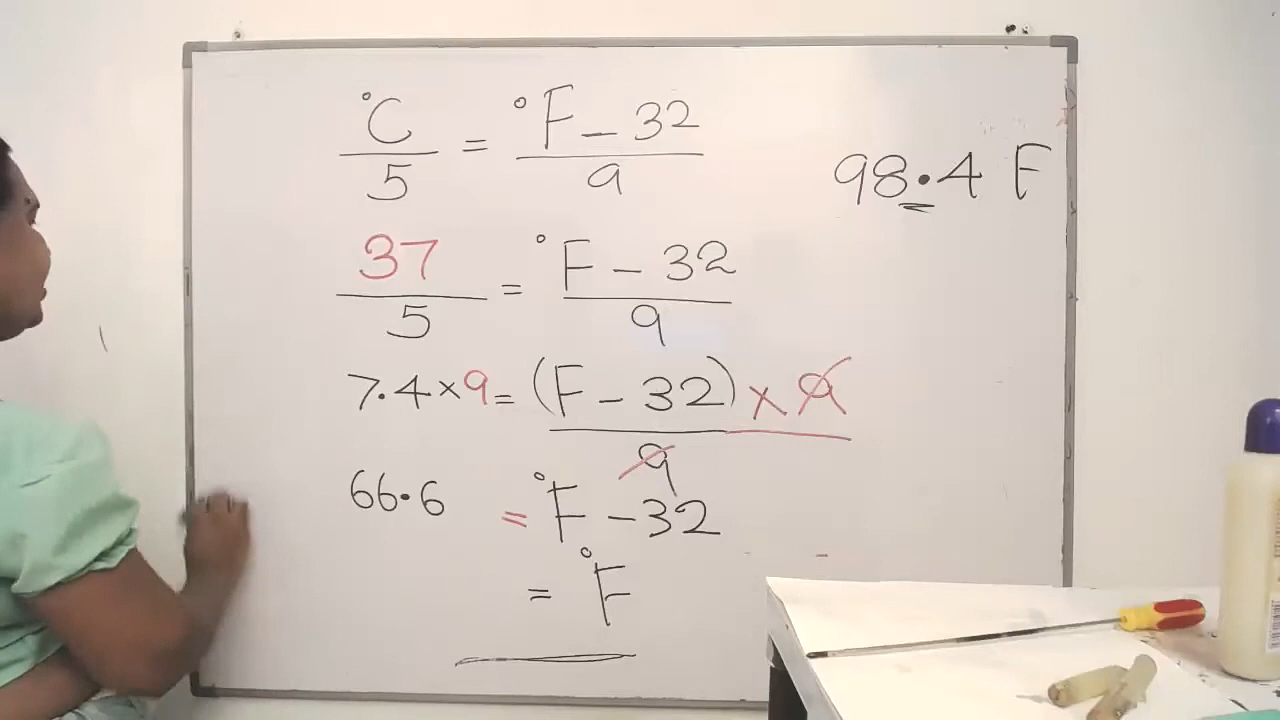 °C/5 = °F - 32/9
98.4 F
37/5 = °F - 32/9
7.4 × 9 = (F - 32) × 9/9
66.6 = °F - 32
= °F